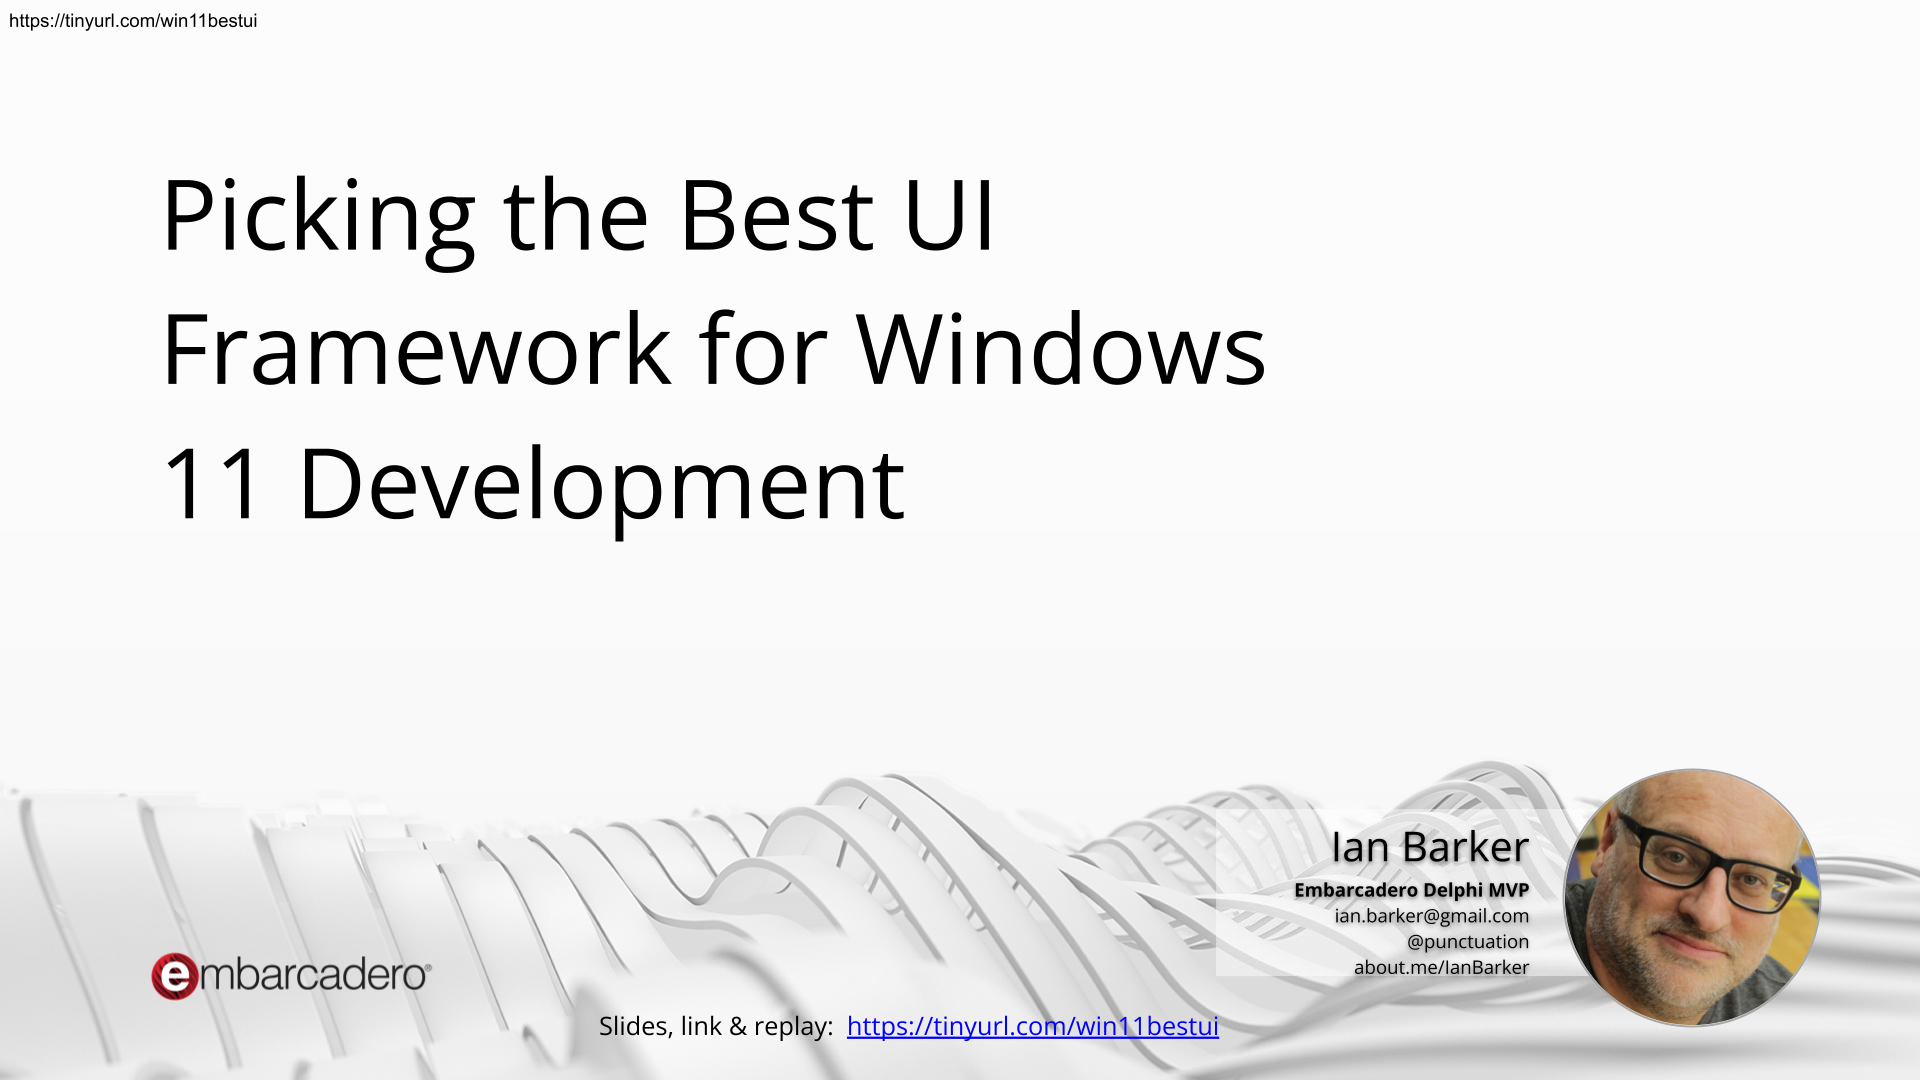 https://tinyurl.com/win11bestui
Picking the Best UI
Framework for Windows
11 Development
Ian Barker
Embarcadero Delphi MVP
ian.barker@gmail.com
@punctuation
about.me/IanBarker
embarcadero®
Slides, link & replay: https://tinyurl.com/win11bestui